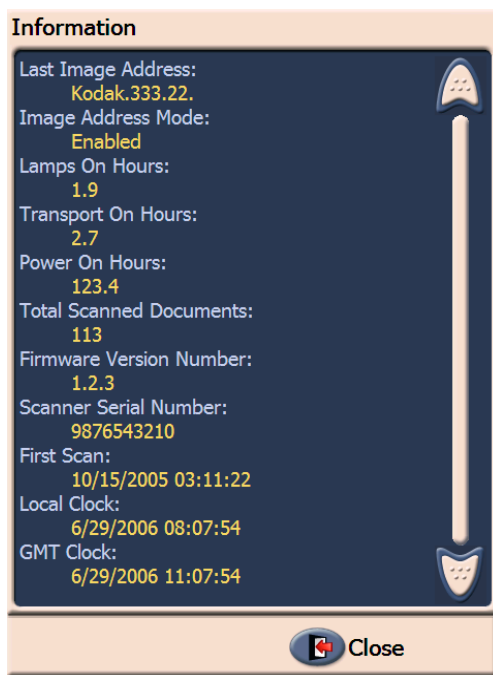 Information
Last Image Address:
Kodak.333.22.
Image Address Mode:
Enabled
Lamps On Hours:
1.9
Transport On Hours:
2.7
Power On Hours:
123.4
Total Scanned Documents:
113
Firmware Version Number:
1.2.3
Scanner Serial Number:
9876543210
First Scan:
10/15/2005 03:11:22
Local Clock:
6/29/2006 08:07:54
GMT Clock:
6/29/2006 11:07:54
Close